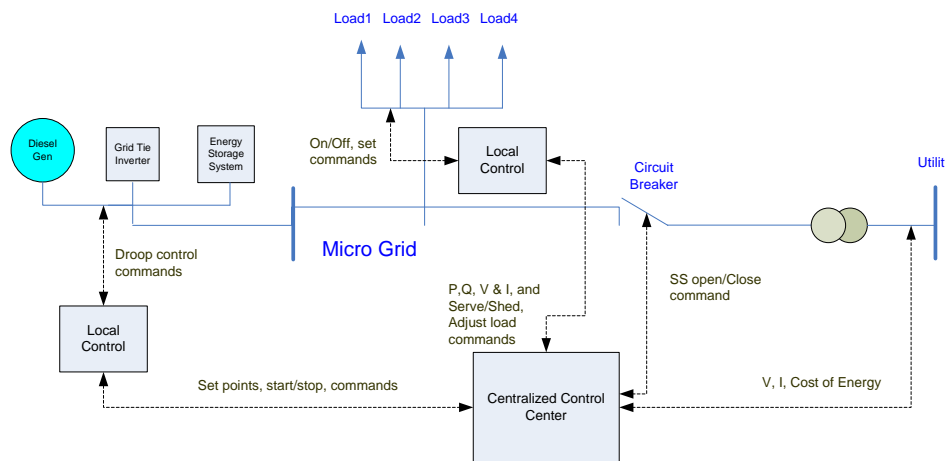 Load1
Load2
Load3
Load4
Diesel
Gen
Grid Tie
Inverter
Energy
Storage
System
On/Off, set
commands
Local
Control
Circuit
Breaker
Utilit
Micro Grid
Droop control
commands
SS open/Close
command
P,Q, V & I, and
Serve/Shed,
Adjust load
commands
Local
Control
Set points, start/stop, commands
Centralized Control
Center
V, I, Cost of Energy